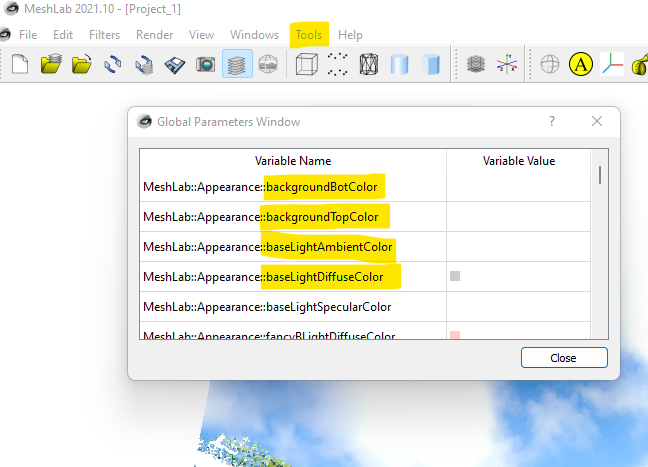 MeshLab 2021.10 - [Project_1]
File Edit Filters Render View Windows Tools Help
A
Global Parameters Window ? ×
Variable Name Variable Value
MeshLab::Appearance::backgroundBotColor
MeshLab::Appearance::backgroundTopColor
MeshLab::Appearance::baseLightAmbientColor
MeshLab::Appearance::baseLightDiffuseColor
MeshLab::Appearance::baseLightSpecularColor
MeshLab::Appearance::fancyBLightDiffuseColor
Close